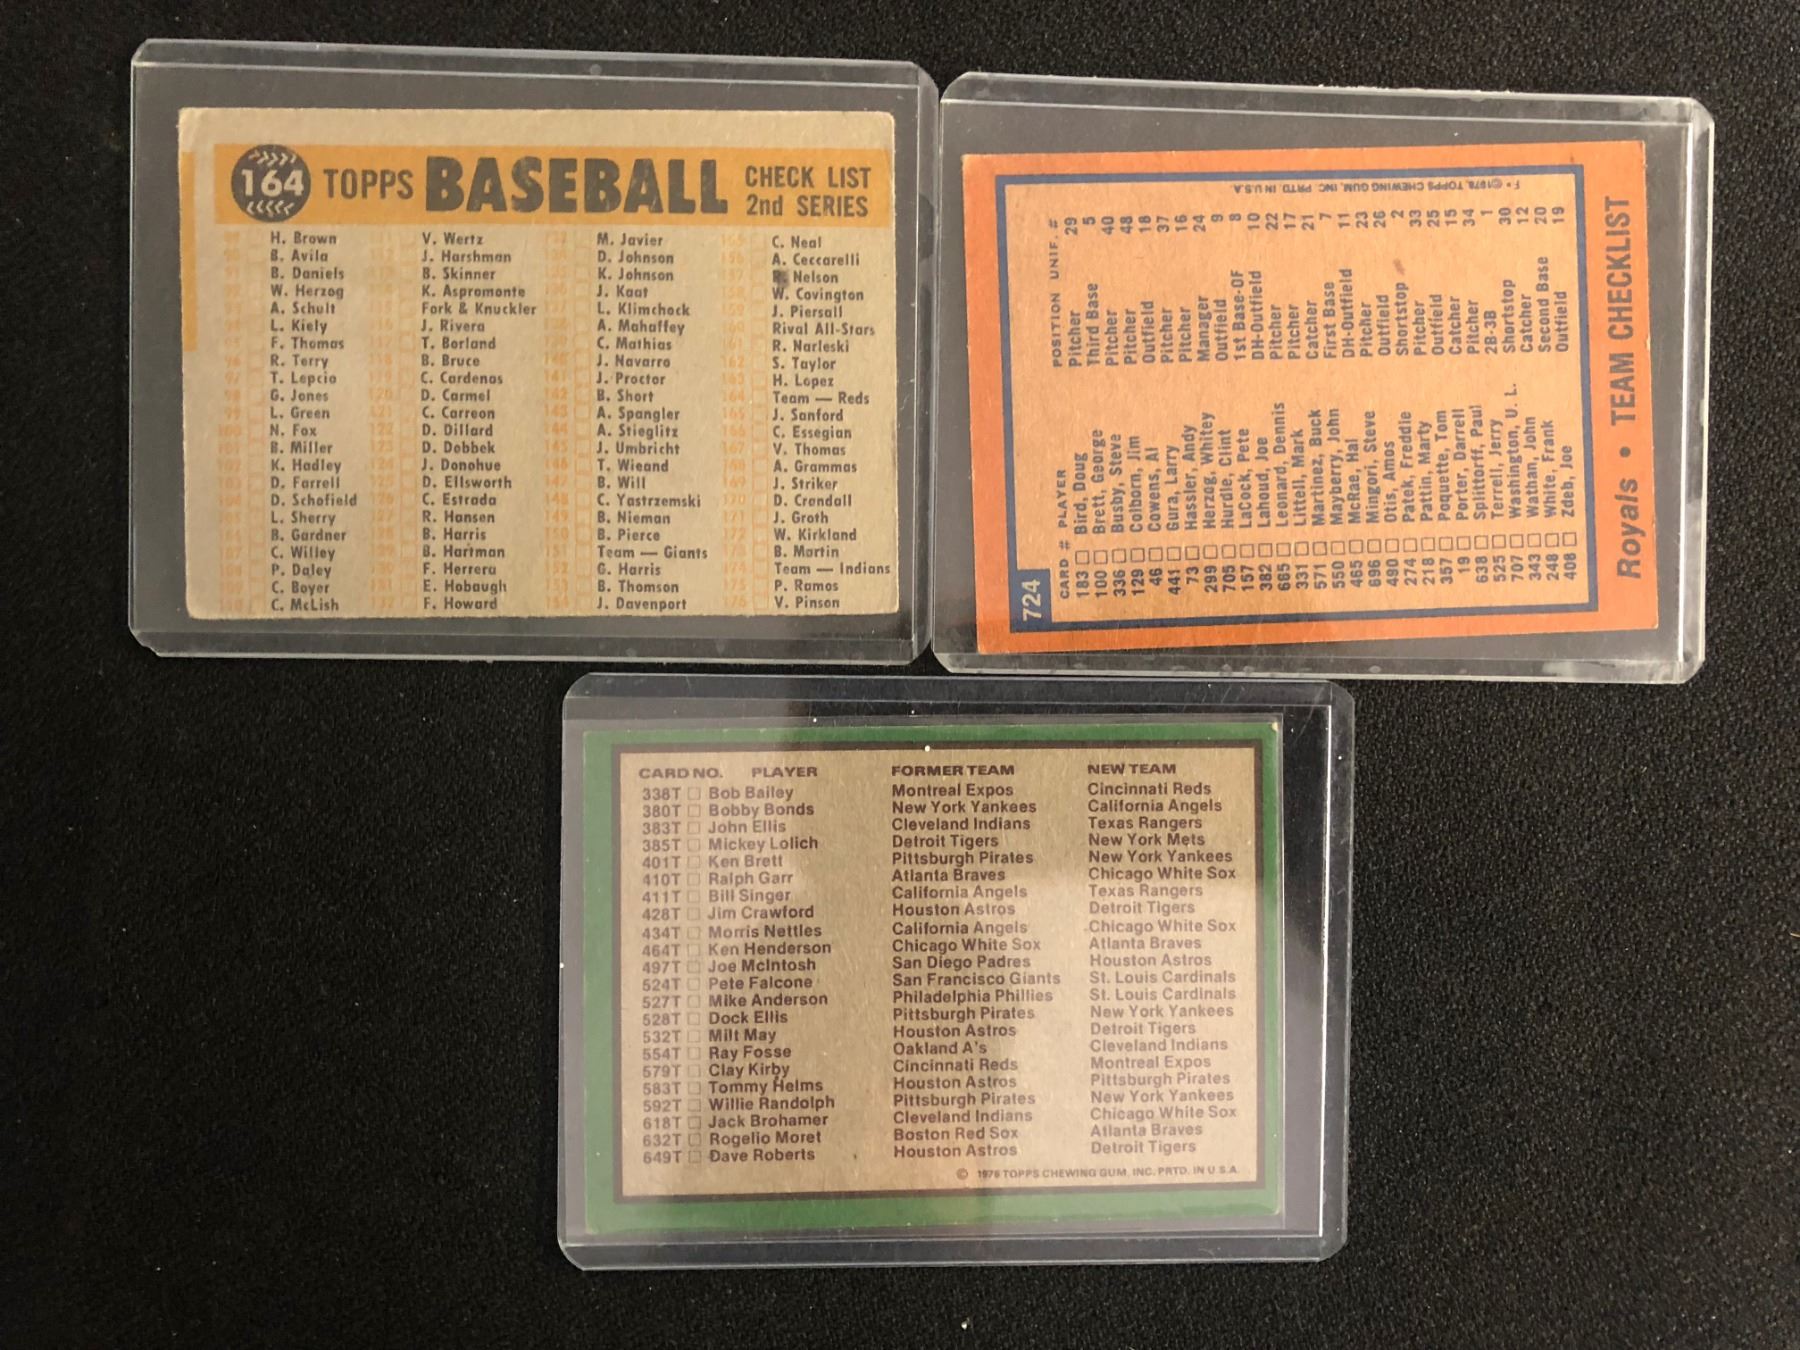 164 TOPPS BASEBALL CHECK LIST
2nd SERIES
H. Brown
B. Avila
B. Daniels
W. Herzog
A. Schult
L. Kiely
F. Thomas
R. Terry
T. Lepcio
G. Jones
L. Green
N. Fox
B. Miller
K. Hadley
D. Farrell
D. Schofield
L. Sherry
B. Gardner
C. Willey
P. Daley
C. Boyer
C. McLish
V. Wertz
J. Harshman
B. Skinner
K. Aspromonte
Fork & Knuckler
J. Rivera
T. Borland
B. Bruce
C. Cardenas
D. Carmel
C. Carreon
D. Dillard
D. Dobbek
J. Donohue
D. Ellsworth
C. Estrada
R. Hansen
B. Harris
B. Hartman
F. Herrera
E. Hobaugh
F. Howard
M. Javier
D. Johnson
K. Johnson
J. Kaat
L. Klimchock
A. Mahaffey
C. Mathias
J. Navarro
J. Proctor
B. Short
A. Spangler
A. Stieglitz
J. Umbricht
T. Wieand
B. Will
C. Yastrzemski
B. Nieman
B. Pierce
Team — Giants
G. Harris
B. Thomson
J. Davenport
C. Neal
A. Ceccarelli
Nelson
W. Covington
J. Piersall
Rival All-Stars
R. Narleski
S. Taylor
H. Lopez
Team — Reds
J. Sanford
C. Essegian
V. Thomas
A. Grammas
J. Striker
D. Crandall
J. Groth
W. Kirkland
B. Martin
Team — Indians
P. Ramos
V. Pinson
724
CARD # PLAYER POSITION UNIF. #
183 Bird, Doug Pitcher 29
100 Brett, George Third Base 5
336 Busby, Steve Pitcher 40
129 Colborn, Jim Pitcher 48
46 Cowens, Al Outfield 18
441 Gura, Larry Pitcher 37
73 Hassler, Andy Pitcher 16
299 Herzog, Whitey Manager 24
705 Hurdle, Clint Outfield 9
157 LaCock, Pete 1st Base-OF 8
382 Lahoud, Joe DH-Outfield 10
665 Leonard, Dennis Pitcher 22
331 Littell, Mark Pitcher 17
571 Martinez, Buck Catcher 21
550 Mayberry, John First Base 7
465 McRae, Hal DH-Outfield 11
696 Mingori, Steve Pitcher 23
490 Otis, Amos Outfield 26
274 Patek, Freddie Shortstop 2
218 Pattin, Marty Pitcher 33
357 Poquette, Tom Outfield 25
19 Porter, Darrell Catcher 15
638 Splittorff, Paul Pitcher 34
525 Terrell, Jerry 2B-3B 1
707 Washington, U. L. Shortstop 30
343 Wathan, John Catcher 12
248 White, Frank Second Base 20
408 Zdeb, Joe Outfield 19
F • © 1978, TOPPS CHEWING GUM, INC. PRTD. IN U.S.A.
Royals • TEAM CHECKLIST
CARD NO. PLAYER FORMER TEAM NEW TEAM
338T Bob Bailey Montreal Expos Cincinnati Reds
380T Bobby Bonds New York Yankees California Angels
383T John Ellis Cleveland Indians Texas Rangers
385T Mickey Lolich Detroit Tigers New York Mets
401T Ken Brett Pittsburgh Pirates New York Yankees
410T Ralph Garr Atlanta Braves Chicago White Sox
411T Bill Singer California Angels Texas Rangers
428T Jim Crawford Houston Astros Detroit Tigers
434T Morris Nettles California Angels Chicago White Sox
464T Ken Henderson Chicago White Sox Atlanta Braves
497T Joe McIntosh San Diego Padres Houston Astros
524T Pete Falcone San Francisco Giants St. Louis Cardinals
527T Mike Anderson Philadelphia Phillies St. Louis Cardinals
528T Dock Ellis Pittsburgh Pirates New York Yankees
532T Milt May Houston Astros Detroit Tigers
554T Ray Fosse Oakland A's Cleveland Indians
579T Clay Kirby Cincinnati Reds Montreal Expos
583T Tommy Helms Houston Astros Pittsburgh Pirates
592T Willie Randolph Pittsburgh Pirates New York Yankees
618T Jack Brohamer Cleveland Indians Chicago White Sox
632T Rogelio Moret Boston Red Sox Atlanta Braves
649T Dave Roberts Houston Astros Detroit Tigers
© 1976 TOPPS CHEWING GUM, INC. PRTD. IN U.S.A.